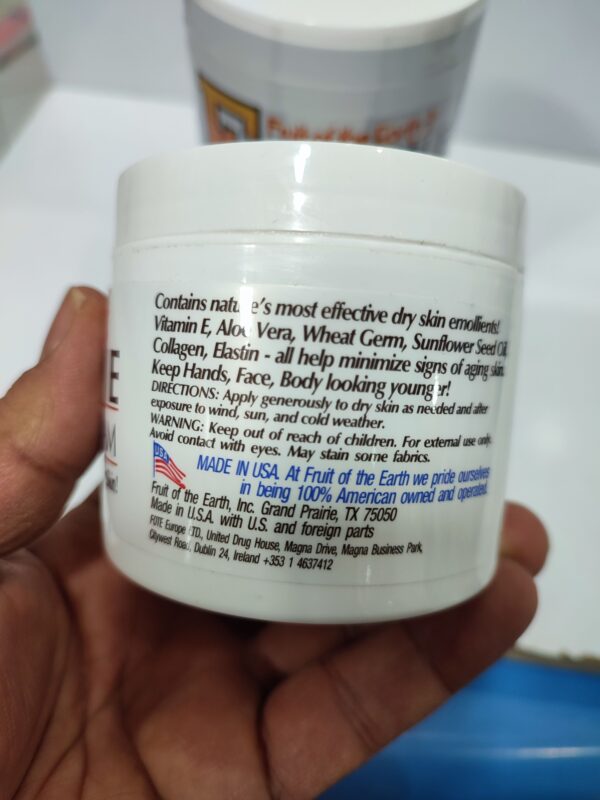 Fruit of the Earth
E
M
Contains nature's most effective dry skin emollients!
Vitamin E, Aloe Vera, Wheat Germ, Sunflower Seed Oil,
Collagen, Elastin - all help minimize signs of aging skin.
Keep Hands, Face, Body looking younger!
DIRECTIONS: Apply generously to dry skin as needed and after
exposure to wind, sun, and cold weather.
WARNING: Keep out of reach of children. For external use only.
Avoid contact with eyes. May stain some fabrics.
USA
MADE IN USA. At Fruit of the Earth we pride ourselves
in being 100% American owned and operated.
Fruit of the Earth, Inc. Grand Prairie, TX 75050
Made in U.S.A. with U.S. and foreign parts
FOTE Europe LTD., United Drug House, Magna Drive, Magna Business Park,
Citywest Road, Dublin 24, Ireland +353 1 4637412